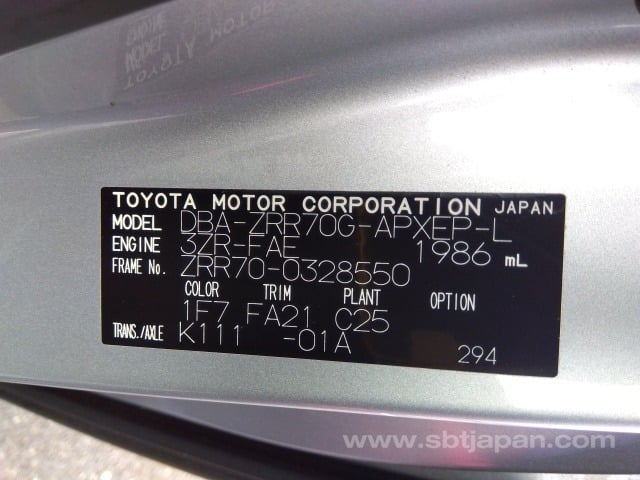 TOYOTA MOTOR CORPORATION JAPAN
MODEL DBA-ZRR70G-APXEP-L
ENGINE 3ZR-FAE 1986 mL
FRAME No. ZRR70-0328550
COLOR TRIM PLANT OPTION
1F7 FA21 C25
TRANS./AXLE K111 -01A
294
www.sbtjapan.com